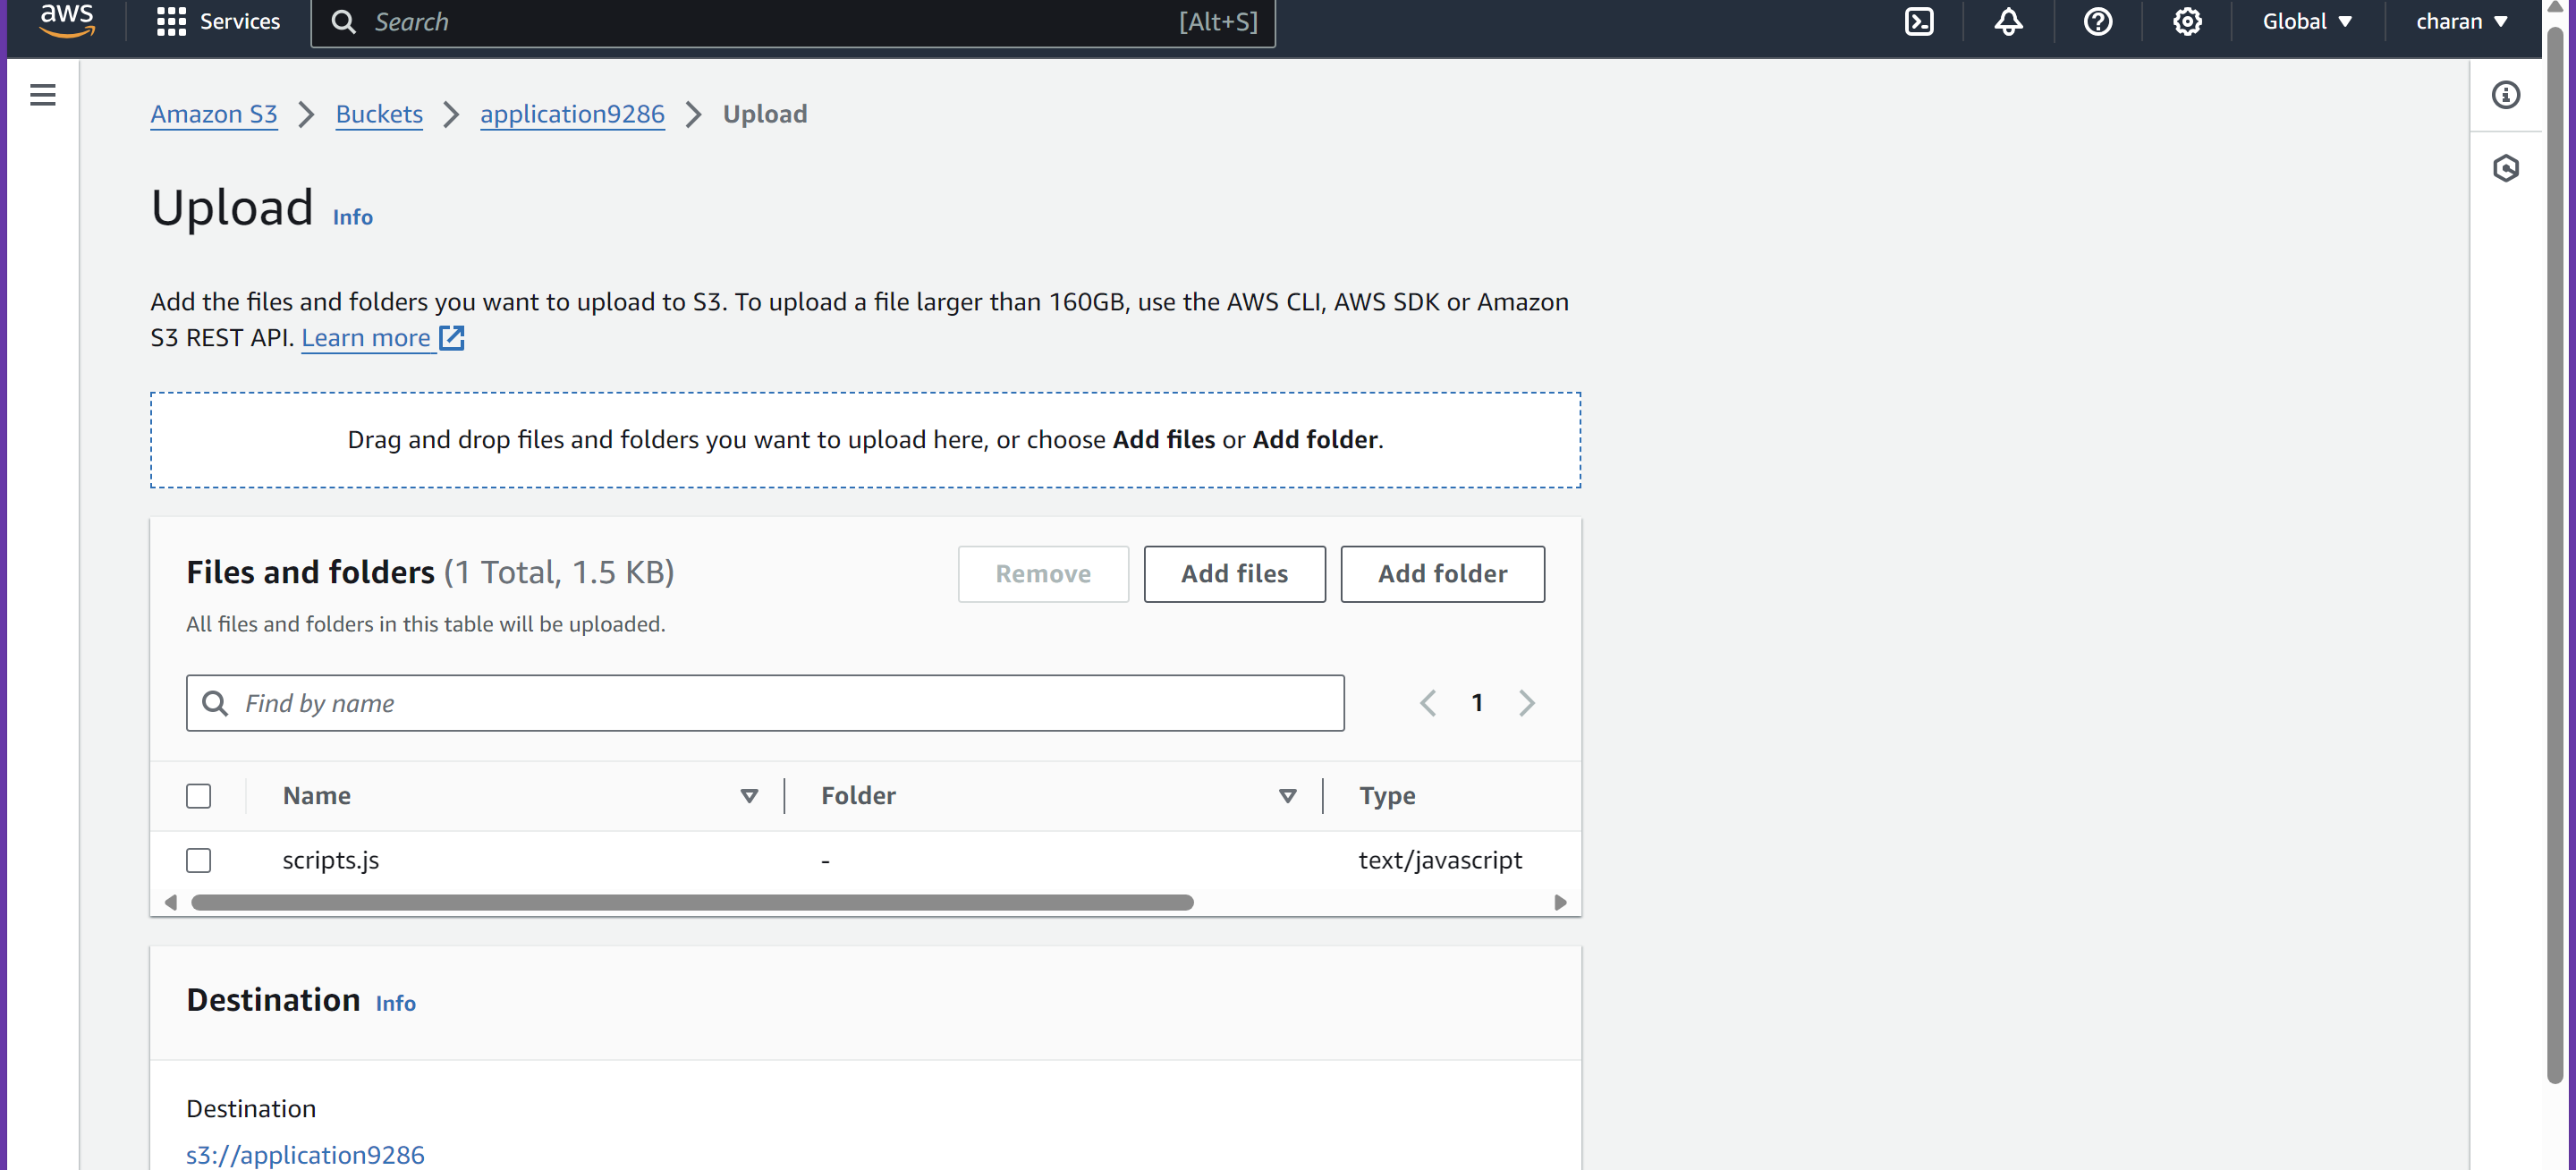 aws Services Search [Alt+S] Global charan
Amazon S3 Buckets application9286 Upload
Upload Info
Add the files and folders you want to upload to S3. To upload a file larger than 160GB, use the AWS CLI, AWS SDK or Amazon
S3 REST API. Learn more
Drag and drop files and folders you want to upload here, or choose Add files or Add folder.
Files and folders (1 Total, 1.5 KB) Remove Add files Add folder
All files and folders in this table will be uploaded.
Find by name 1
Name Folder Type
scripts.js - text/javascript
Destination Info
Destination
s3://application9286